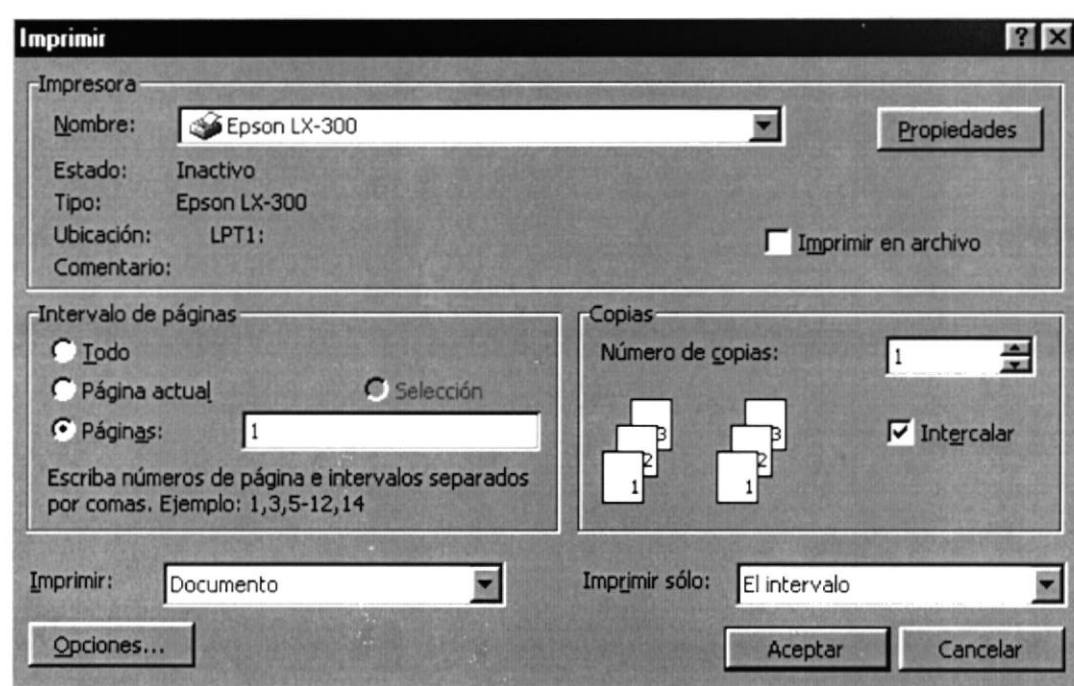 Imprimir
Impresora
Nombre: Epson LX-300 Propiedades
Estado: Inactivo
Tipo: Epson LX-300
Ubicación: LPT1:
Imprimir en archivo
Comentario:
Intervalo de páginas
Todo
Página actual Selección
Páginas: 1
Escriba números de página e intervalos separados
por comas. Ejemplo: 1,3,5-12,14
Copias
Número de copias: 1
3 3
2 2
1 1
Intercalar
Imprimir: Documento
Imprimir sólo: El intervalo
Opciones... Aceptar Cancelar